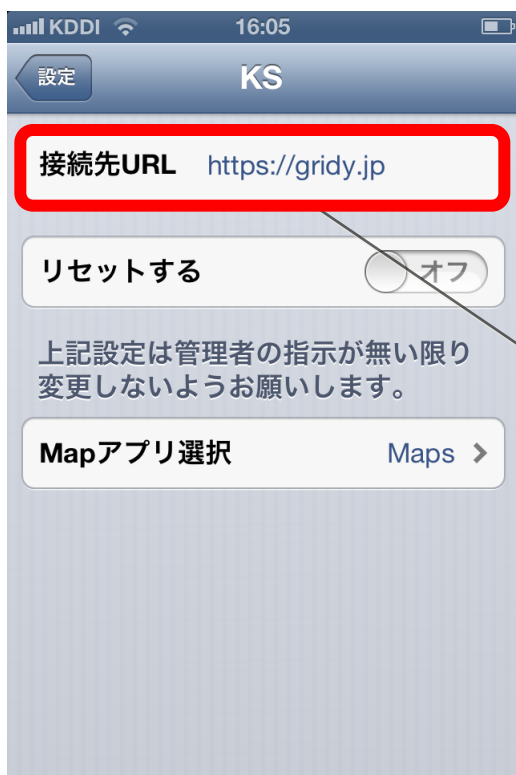 KDDI 16:05
設定 KS
接続先URL https://gridy.jp
リセットする オフ
上記設定は管理者の指示が無い限り
変更しないようお願いします。
Mapアプリ選択 Maps